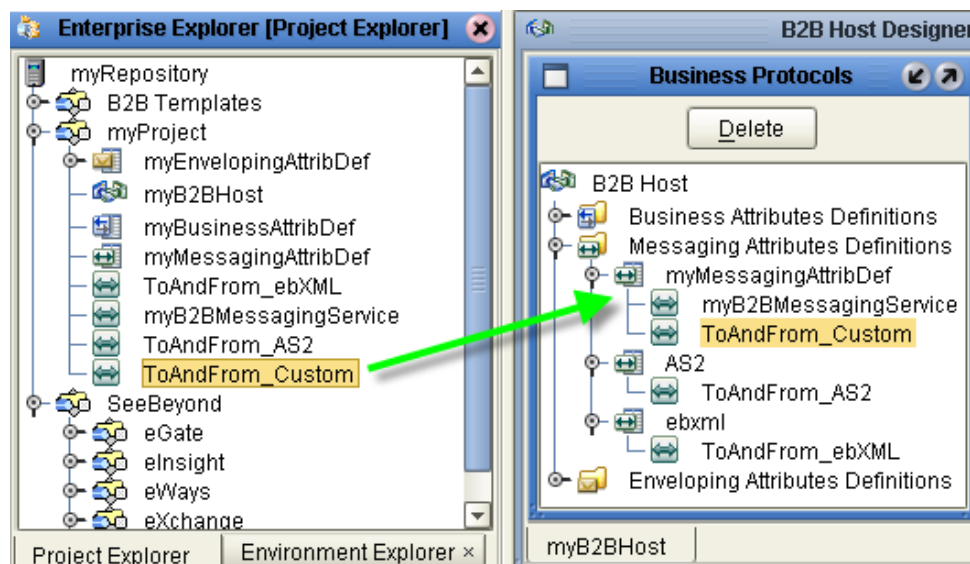 Enterprise Explorer [Project Explorer]
myRepository
B2B Templates
myProject
myEnvelopingAttribDef
myB2BHost
myBusinessAttribDef
myMessagingAttribDef
ToAndFrom_ebXML
myB2BMessagingService
ToAndFrom_AS2
ToAndFrom_Custom
SeeBeyond
eGate
eInsight
eWays
eXchange
Project Explorer
Environment Explorer ×
B2B Host Designer
Business Protocols
Delete
B2B Host
Business Attributes Definitions
Messaging Attributes Definitions
myMessagingAttribDef
myB2BMessagingService
ToAndFrom_Custom
AS2
ToAndFrom_AS2
ebxml
ToAndFrom_ebXML
Enveloping Attributes Definitions
myB2BHost